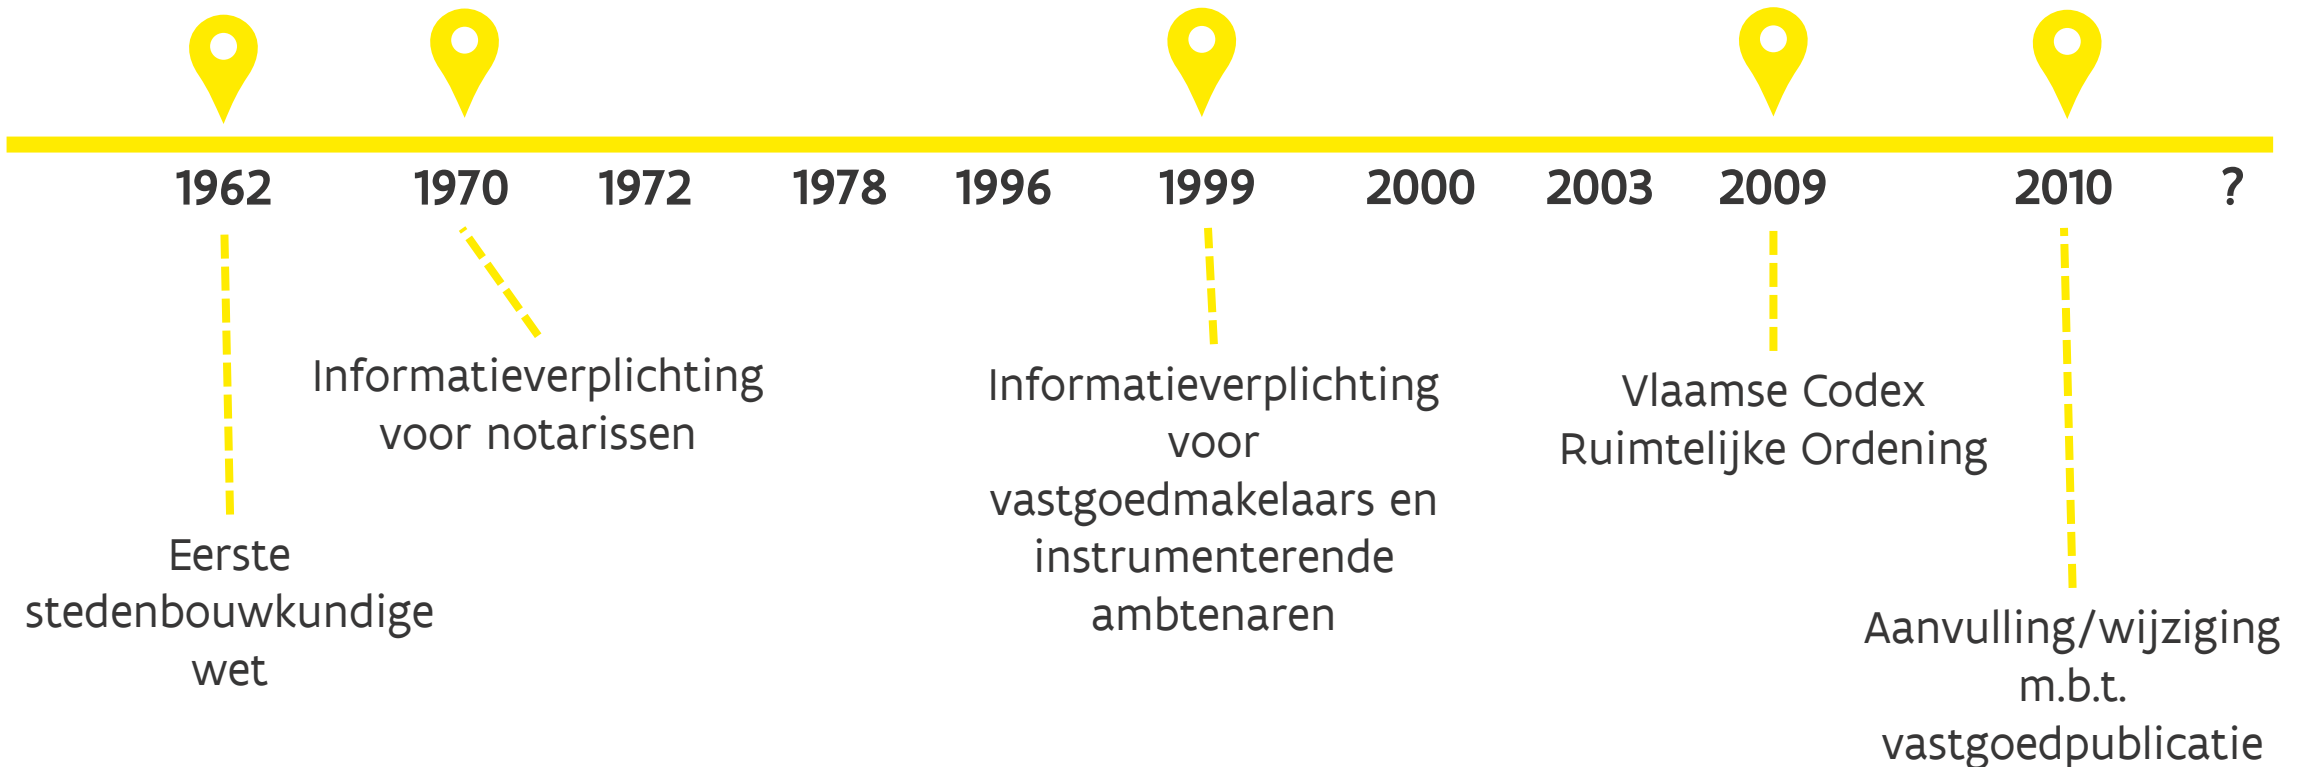 1962 1970 1972 1978 1996 1999 2000 2003 2009 2010 ?
Eerste
stedenbouwkundige
wet
Informatieverplichting
voor notarissen
Informatieverplichting
voor
vastgoedmakelaars en
instrumenterende
ambtenaren
Vlaamse Codex
Ruimtelijke Ordening
Aanvulling/wijziging
m.b.t.
vastgoedpublicatie